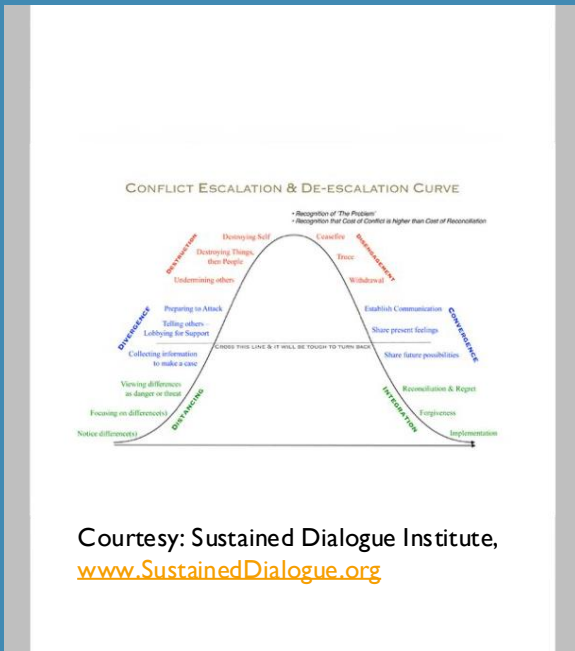 CONFLICT ESCALATION & DE-ESCALATION CURVE
• Recognition of 'The Problem'
• Recognition that Cost of Conflict is higher than Cost of Reconciliation
Destroying Self
Ceasefire
DESTRUCTION
DISENGAGEMENT
Destroying Things,
then People
Truce
Undermining others
Withdrawal
Preparing to Attack
Establish Communication
DIVERGENCE
CONVERGENCE
Telling others
Lobbying for Support
Share present feelings
CROSS THIS LINE & IT WILL BE TOUGH TO TURN BACK
Collecting information
to make a case
Share future possibilities
Viewing differences
as danger or threat
Reconciliation & Regret
DISTANCING
INTEGRATION
Focusing on difference(s)
Forgiveness
Notice difference(s)
Implementation
Courtesy: Sustained Dialogue Institute,
www.SustainedDialogue.org